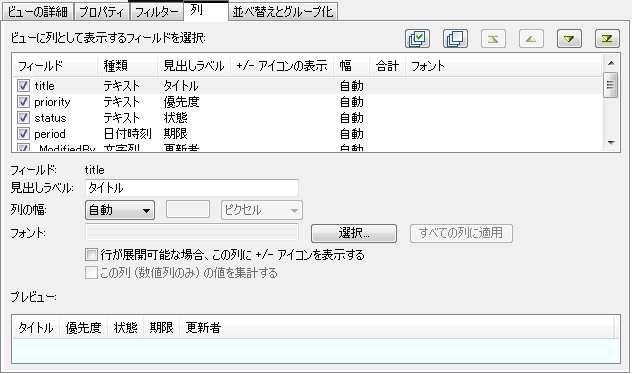 ビューの詳細 プロパティ フィルター 列 並べ替えとグループ化
ビューに列として表示するフィールドを選択:
フィールド 種類 見出しラベル +/- アイコンの表示 幅 合計 フォント
title テキスト タイトル 自動
priority テキスト 優先度 自動
status テキスト 状態 自動
period 日付時刻 期限 自動
_ModifiedBy 文字列 更新者 自動
フィールド: title
見出しラベル: タイトル
列の幅: 自動 ピクセル
フォント: 選択... すべての列に適用
行が展開可能な場合、この列に +/- アイコンを表示する
この列 (数値列のみ) の値を集計する
プレビュー:
タイトル 優先度 状態 期限 更新者